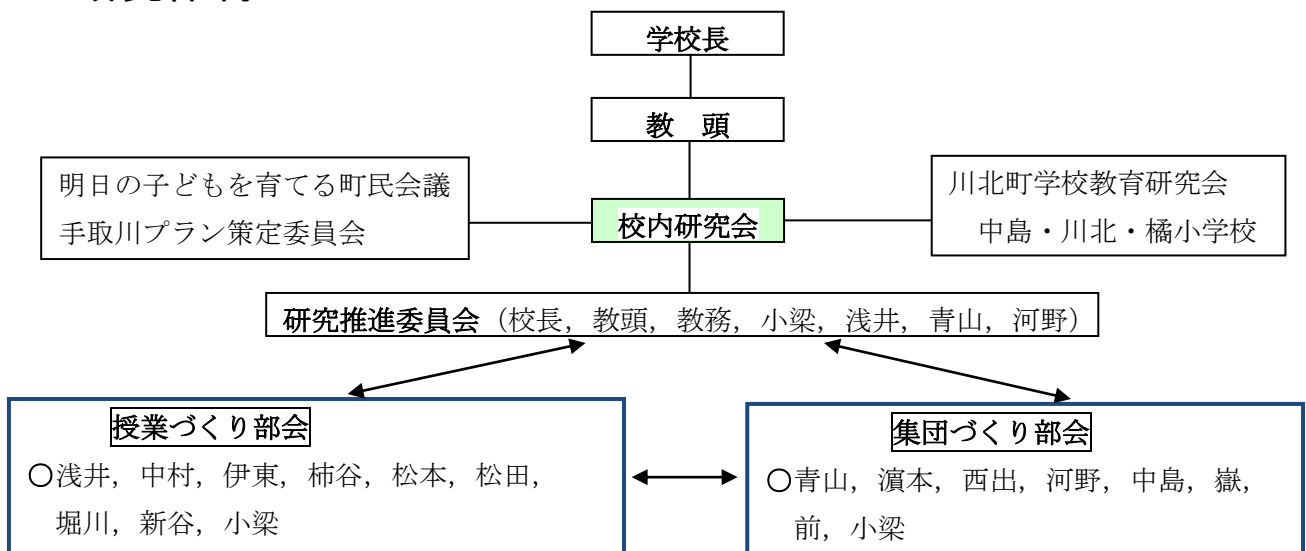 学校長
教　頭
明日の子どもを育てる町民会議
手取川プラン策定委員会
校内研究会
川北町学校教育研究会
中島・川北・橘小学校
研究推進委員会（校長，教頭，教務，小梁，浅井，青山，河野）
授業づくり部会
○浅井，中村，伊東，柿谷，松本，松田，
堀川，新谷，小梁
集団づくり部会
○青山，濵本，西出，河野，中島，嶽，
前，小梁